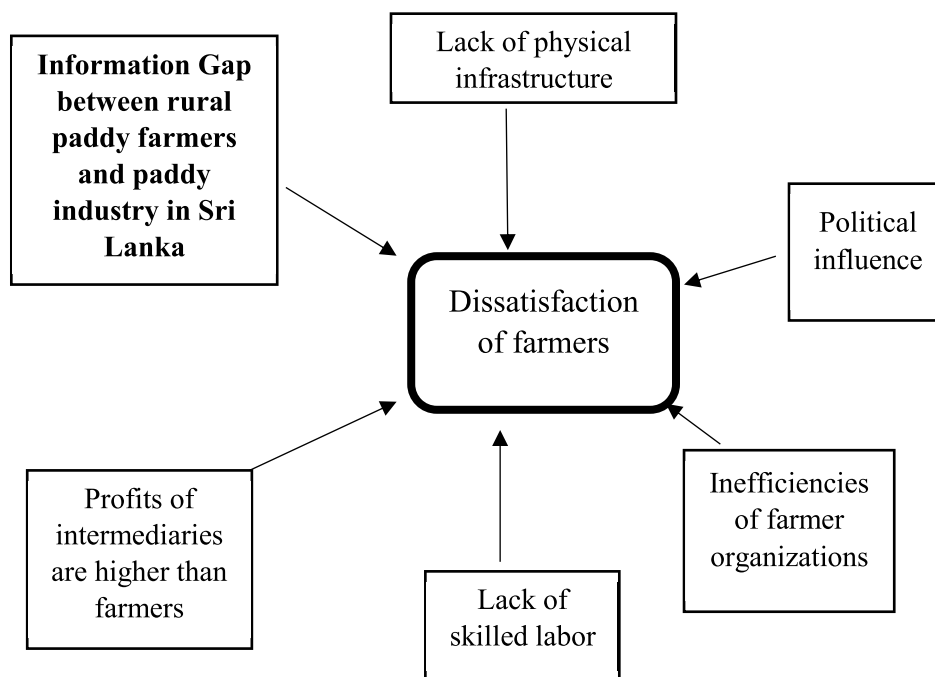 Information Gap
between rural
paddy farmers
and paddy
industry in Sri
Lanka
Lack of physical
infrastructure
Political
influence
Dissatisfaction
of farmers
Profits of
intermediaries
are higher than
farmers
Lack of
skilled labor
Inefficiencies
of farmer
organizations